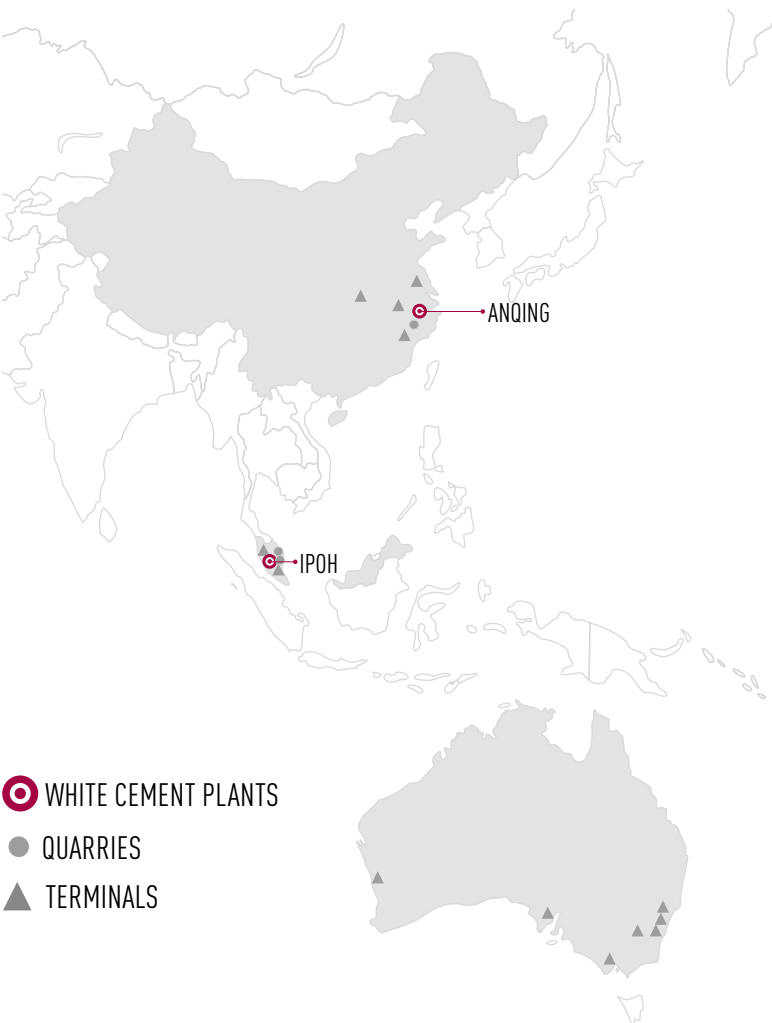 ANQING
IPOH
WHITE CEMENT PLANTS
QUARRIES
TERMINALS